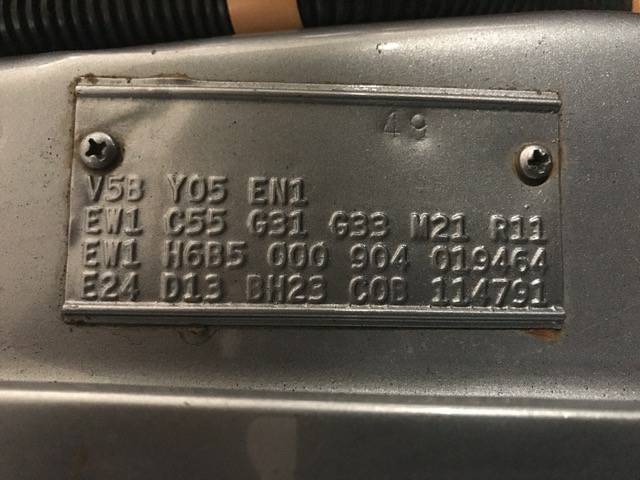 49
V5B Y05 EN1
EW1 C55 G31 G33 M21 R11
EW1 H6B5 000 904 019464
E24 D13 BH23 COB 114791